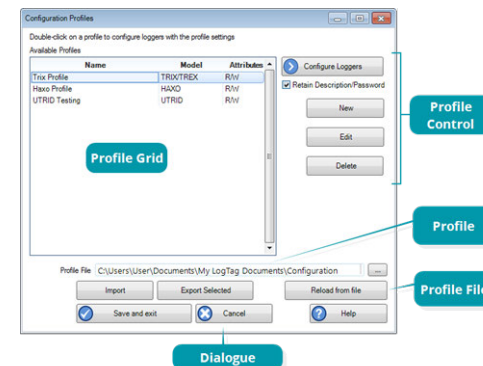 Configuration Profiles
Double-click on a profile to configure loggers with the profile settings
Available Profiles
Name Model Attributes
Trix Profile TRIX/TREX R/W
Haxo Profile HAXO R/W
UTRID Testing UTRID R/W
Configure Loggers
Retain Description/Password
New
Edit
Delete
Profile Control
Profile Grid
Profile
Profile File C:\Users\User\Documents\My LogTag Documents\Configuration ...
Import Export Selected Reload from file
Profile File
Save and exit Cancel Help
Dialogue